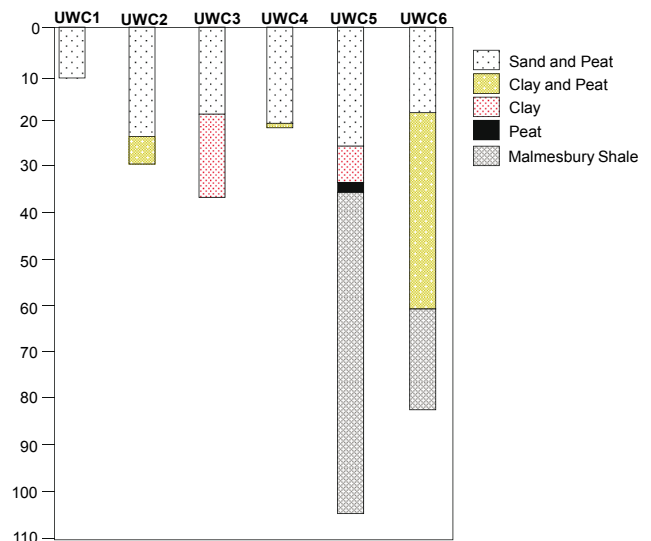 UWC1 UWC2 UWC3 UWC4 UWC5 UWC6
0
10
20
30
40
50
60
70
80
90
100
110
Sand and Peat
Clay and Peat
Clay
Peat
Malmesbury Shale